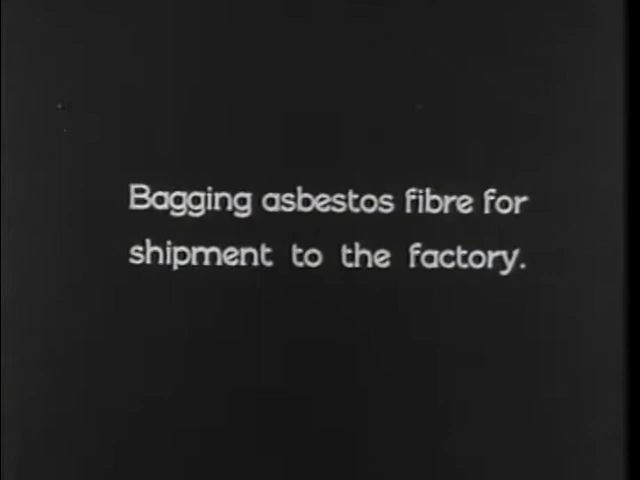 Bagging asbestos fibre for
shipment to the factory.